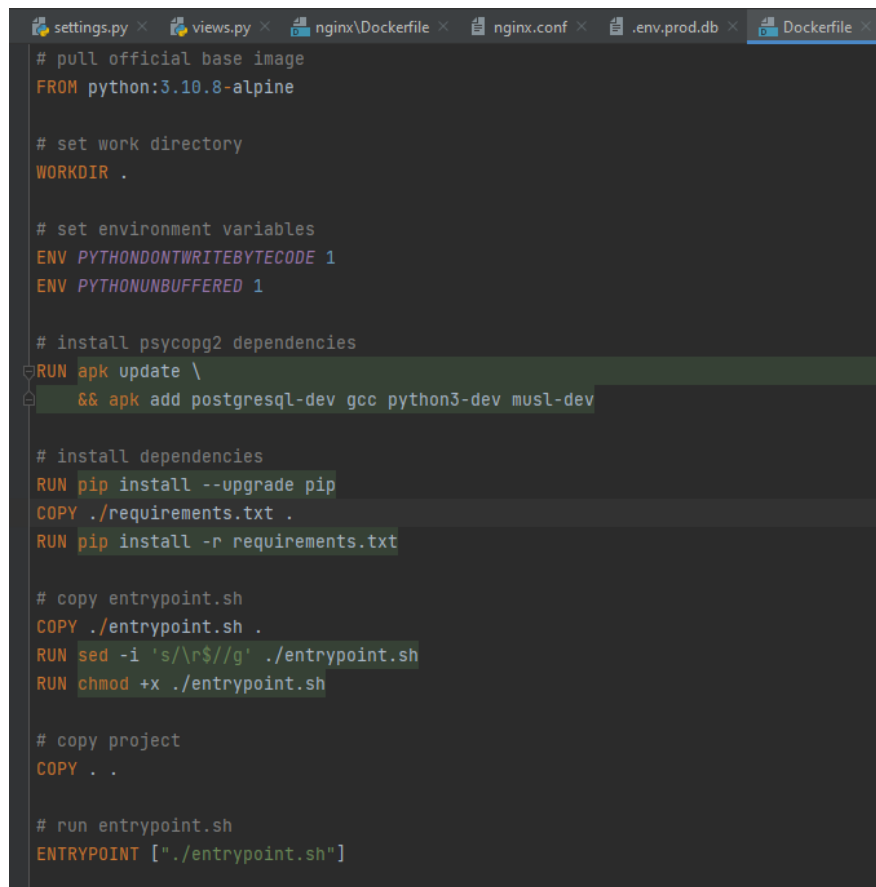 settings.py × views.py × nginx\Dockerfile × nginx.conf × .env.prod.db × Dockerfile ×
# pull official base image
FROM python:3.10.8-alpine
# set work directory
WORKDIR .
# set environment variables
ENV PYTHONDONTWRITEBYTECODE 1
ENV PYTHONUNBUFFERED 1
# install psycopg2 dependencies
RUN apk update \
    && apk add postgresql-dev gcc python3-dev musl-dev
# install dependencies
RUN pip install --upgrade pip
COPY ./requirements.txt .
RUN pip install -r requirements.txt
# copy entrypoint.sh
COPY ./entrypoint.sh .
RUN sed -i 's/\r$//g' ./entrypoint.sh
RUN chmod +x ./entrypoint.sh
# copy project
COPY . .
# run entrypoint.sh
ENTRYPOINT ["./entrypoint.sh"]